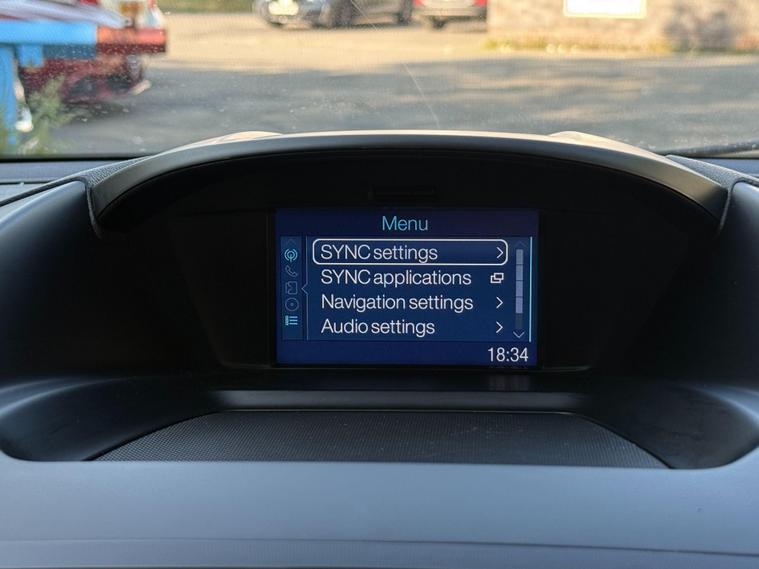 Menu
SYNC settings
SYNC applications
Navigation settings
Audio settings
18:34